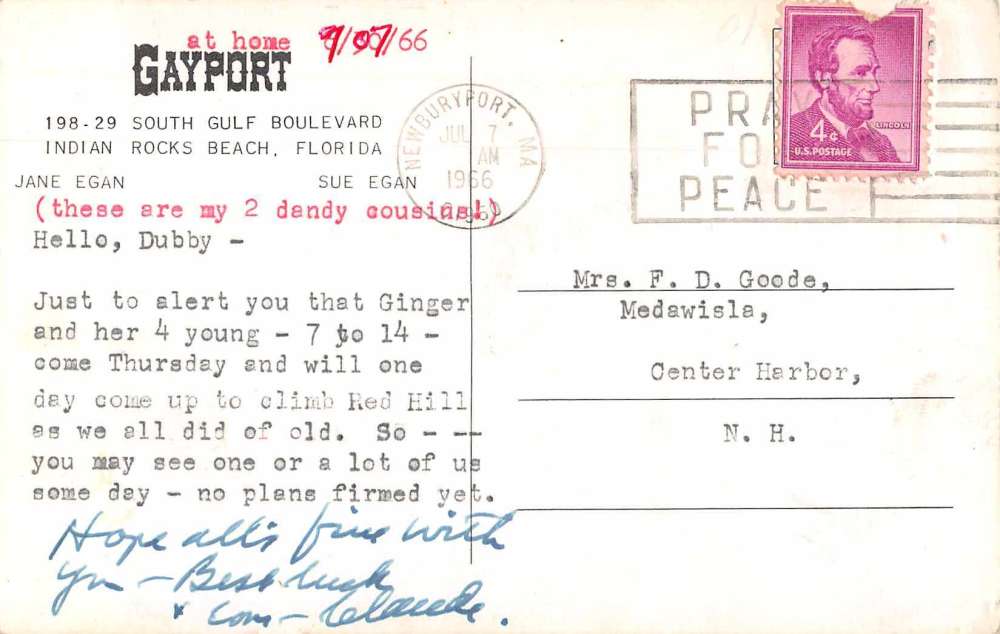 at home 7/07/66
GAYPORT
198-29 SOUTH GULF BOULEVARD
INDIAN ROCKS BEACH, FLORIDA
JANE EGAN SUE EGAN
(these are my 2 dandy cousins!)
Hello, Dubby -
Just to alert you that Ginger
and her 4 young - 7 to 14 -
come Thursday and will one
day come up to climb Red Hill
as we all did of old. So - --
you may see one or a lot of us
some day - no plans firmed yet.
Hope all's fine with
you - Best luck
Claude.
NEWBURYPORT, MA
JUL 7
AM
1966
PRAY
FOR
PEACE
LINCOLN
4¢
U.S. POSTAGE
Mrs. F. D. Goode,
Medawisla,
Center Harbor,
N. H.